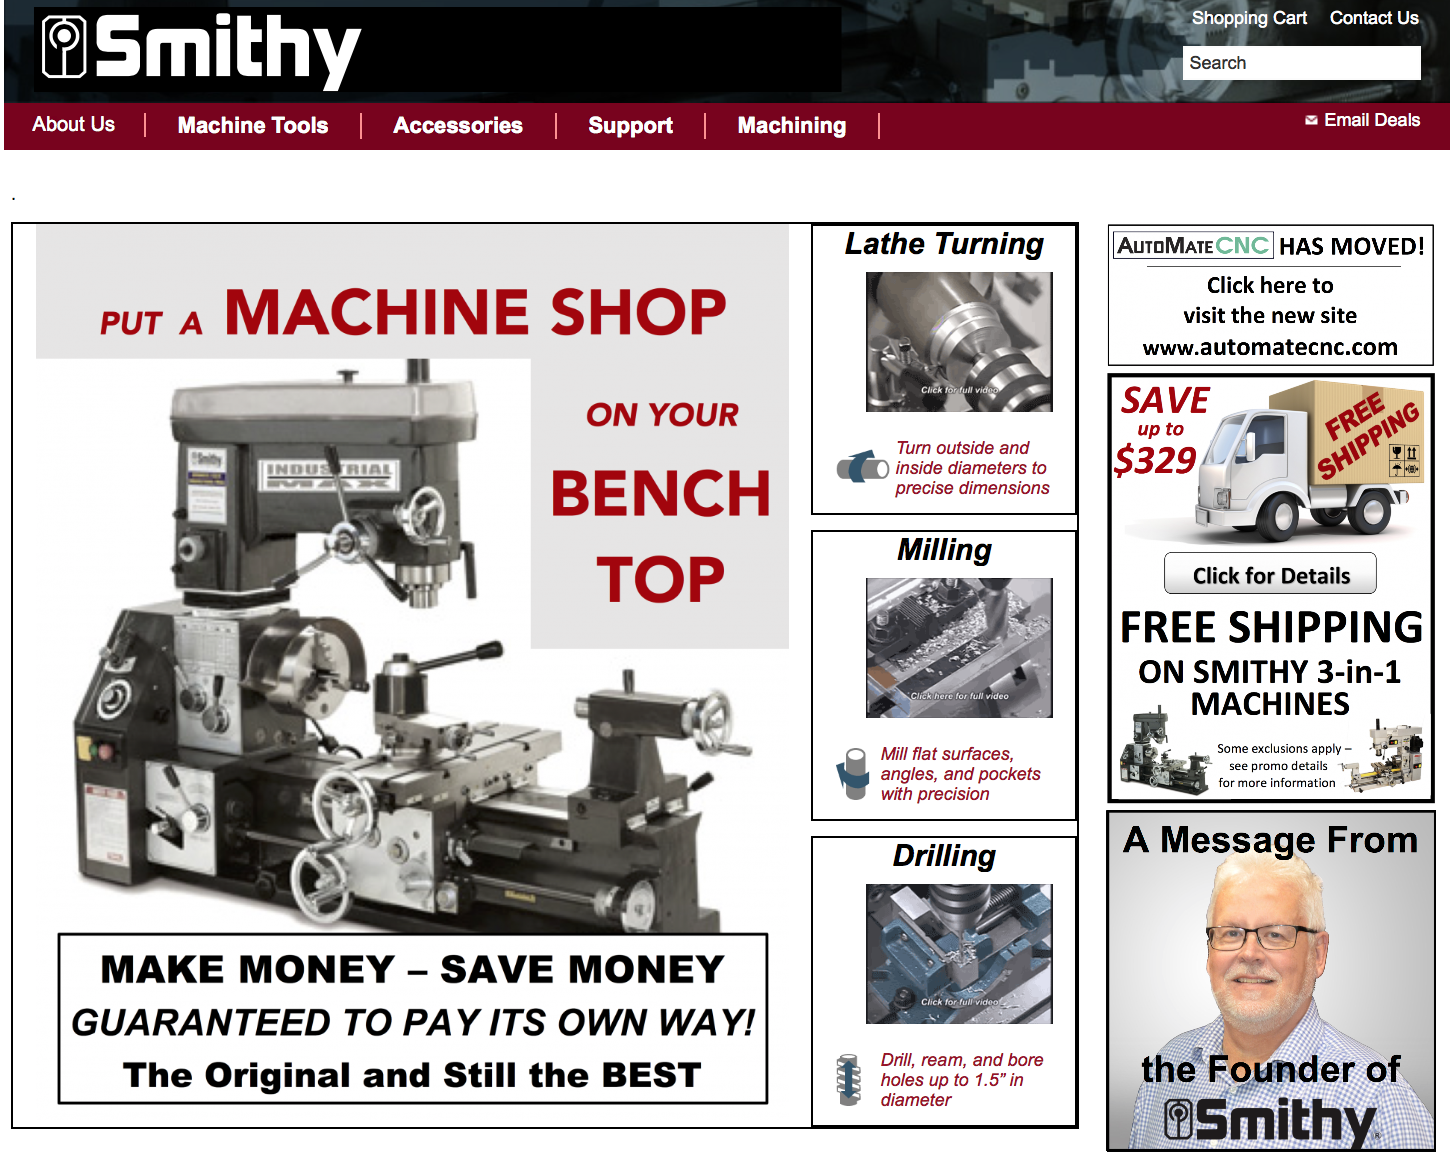 Smithy
Shopping Cart
Contact Us
Search
About Us
Machine Tools
Accessories
Support
Machining
Email Deals
.
PUT A MACHINE SHOP
ON YOUR
BENCH
TOP
Smithy
INDUSTRIAL
MAX
MAKE MONEY – SAVE MONEY
GUARANTEED TO PAY ITS OWN WAY!
The Original and Still the BEST
Lathe Turning
Click for full video
Turn outside and
inside diameters to
precise dimensions
Milling
Click here for full video
Mill flat surfaces,
angles, and pockets
with precision
Drilling
Click for full video
Drill, ream, and bore
holes up to 1.5” in
diameter
AUTOMATECNC HAS MOVED!
Click here to
visit the new site
www.automatecnc.com
SAVE
up to
$329
FREE
SHIPPING
Click for Details
FREE SHIPPING
ON SMITHY 3-in-1
MACHINES
Some exclusions apply –
see promo details
for more information
A Message From
the Founder of
Smithy®